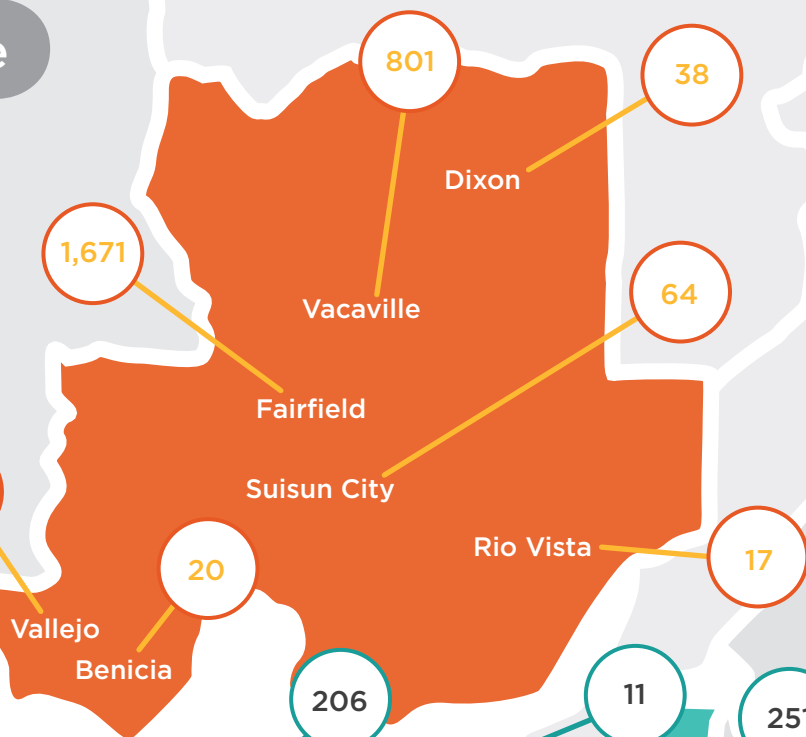 801
38
Dixon
1,671
64
Vacaville
Fairfield
Suisun City
Rio Vista
17
20
Vallejo
Benicia
206
11